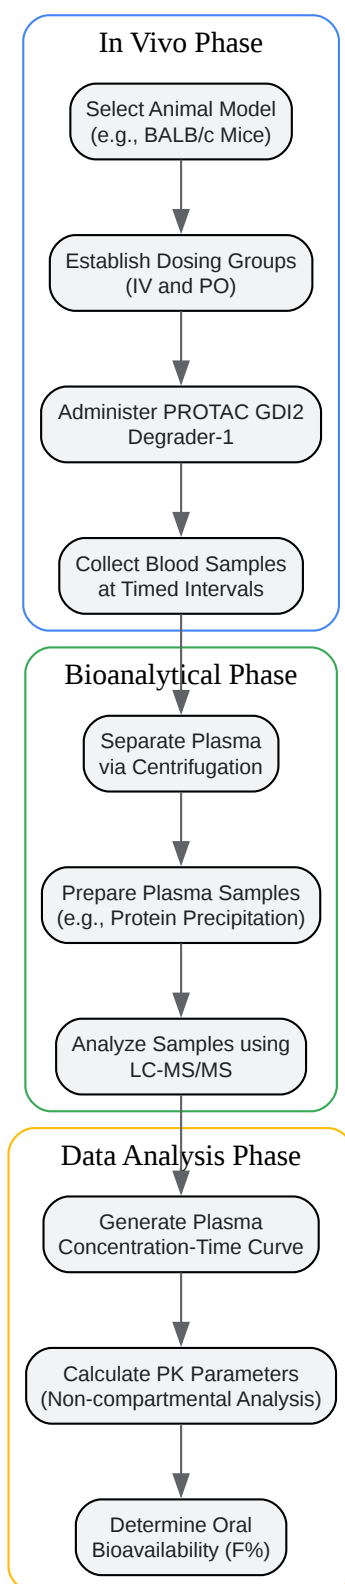 In Vivo Phase
Select Animal Model
(e.g., BALB/c Mice)
Establish Dosing Groups
(IV and PO)
Administer PROTAC GDI2
Degrader-1
Collect Blood Samples
at Timed Intervals
Bioanalytical Phase
Separate Plasma
via Centrifugation
Prepare Plasma Samples
(e.g., Protein Precipitation)
Analyze Samples using
LC-MS/MS
Data Analysis Phase
Generate Plasma
Concentration-Time Curve
Calculate PK Parameters
(Non-compartmental Analysis)
Determine Oral
Bioavailability (F%)